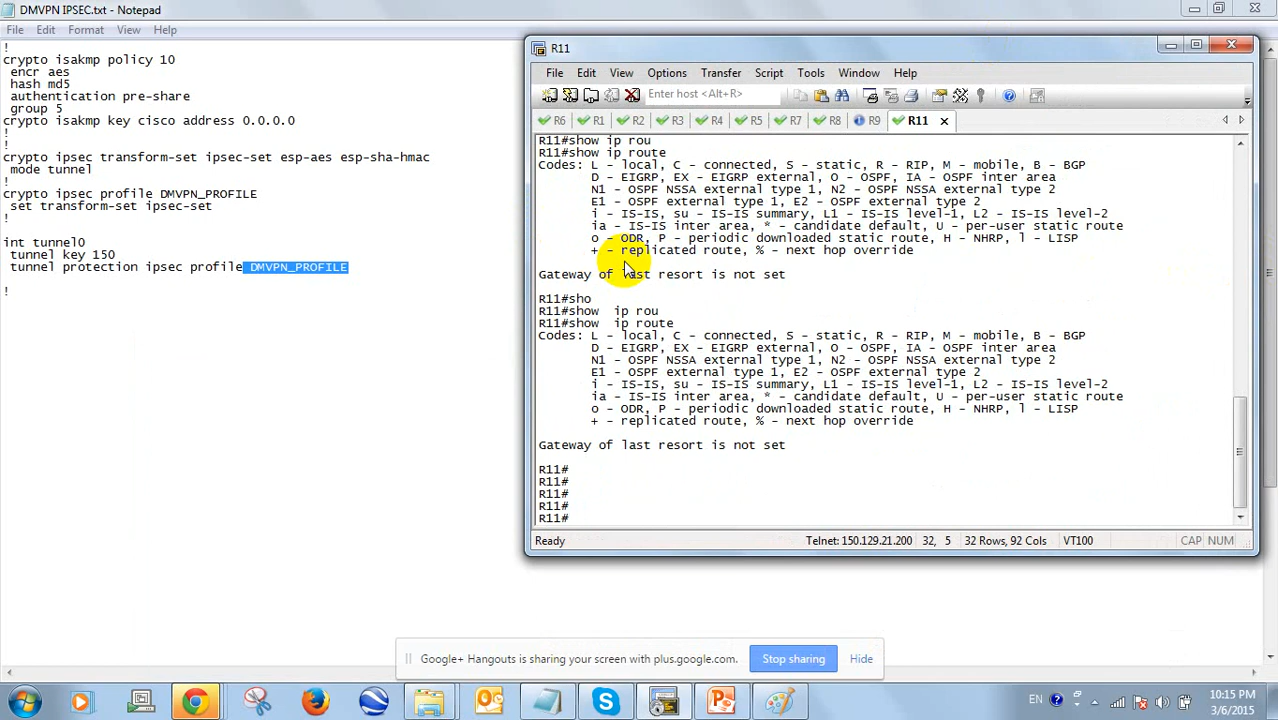 DMVPN IPSEC.txt - Notepad
File Edit Format View Help
!
crypto isakmp policy 10
encr aes
hash md5
authentication pre-share
group 5
crypto isakmp key cisco address 0.0.0.0
!
!
crypto ipsec transform-set ipsec-set esp-aes esp-sha-hmac
mode tunnel
!
crypto ipsec profile DMVPN_PROFILE
set transform-set ipsec-set
!
int tunnel0
tunnel key 150
tunnel protection ipsec profile DMVPN_PROFILE
!
R11
File Edit View Options Transfer Script Tools Window Help
Enter host <Alt+R>
R6 R1 R2 R3 R4 R5 R7 R8 R9 R11
R11#show ip rou
R11#show ip route
Codes: L - local, C - connected, S - static, R - RIP, M - mobile, B - BGP
D - EIGRP, EX - EIGRP external, O - OSPF, IA - OSPF inter area
N1 - OSPF NSSA external type 1, N2 - OSPF NSSA external type 2
E1 - OSPF external type 1, E2 - OSPF external type 2
i - IS-IS, su - IS-IS summary, L1 - IS-IS level-1, L2 - IS-IS level-2
ia - IS-IS inter area, * - candidate default, U - per-user static route
o - ODR, P - periodic downloaded static route, H - NHRP, l - LISP
+ - replicated route, % - next hop override
Gateway of last resort is not set
R11#sho
R11#show  ip rou
R11#show  ip route
Codes: L - local, C - connected, S - static, R - RIP, M - mobile, B - BGP
D - EIGRP, EX - EIGRP external, O - OSPF, IA - OSPF inter area
N1 - OSPF NSSA external type 1, N2 - OSPF NSSA external type 2
E1 - OSPF external type 1, E2 - OSPF external type 2
i - IS-IS, su - IS-IS summary, L1 - IS-IS level-1, L2 - IS-IS level-2
ia - IS-IS inter area, * - candidate default, U - per-user static route
o - ODR, P - periodic downloaded static route, H - NHRP, l - LISP
+ - replicated route, % - next hop override
Gateway of last resort is not set
R11#
R11#
R11#
R11#
R11#
Ready Telnet: 150.129.21.200 32, 5 32 Rows, 92 Cols VT100 CAP NUM
Google+ Hangouts is sharing your screen with plus.google.com. Stop sharing Hide
EN 10:15 PM
3/6/2015